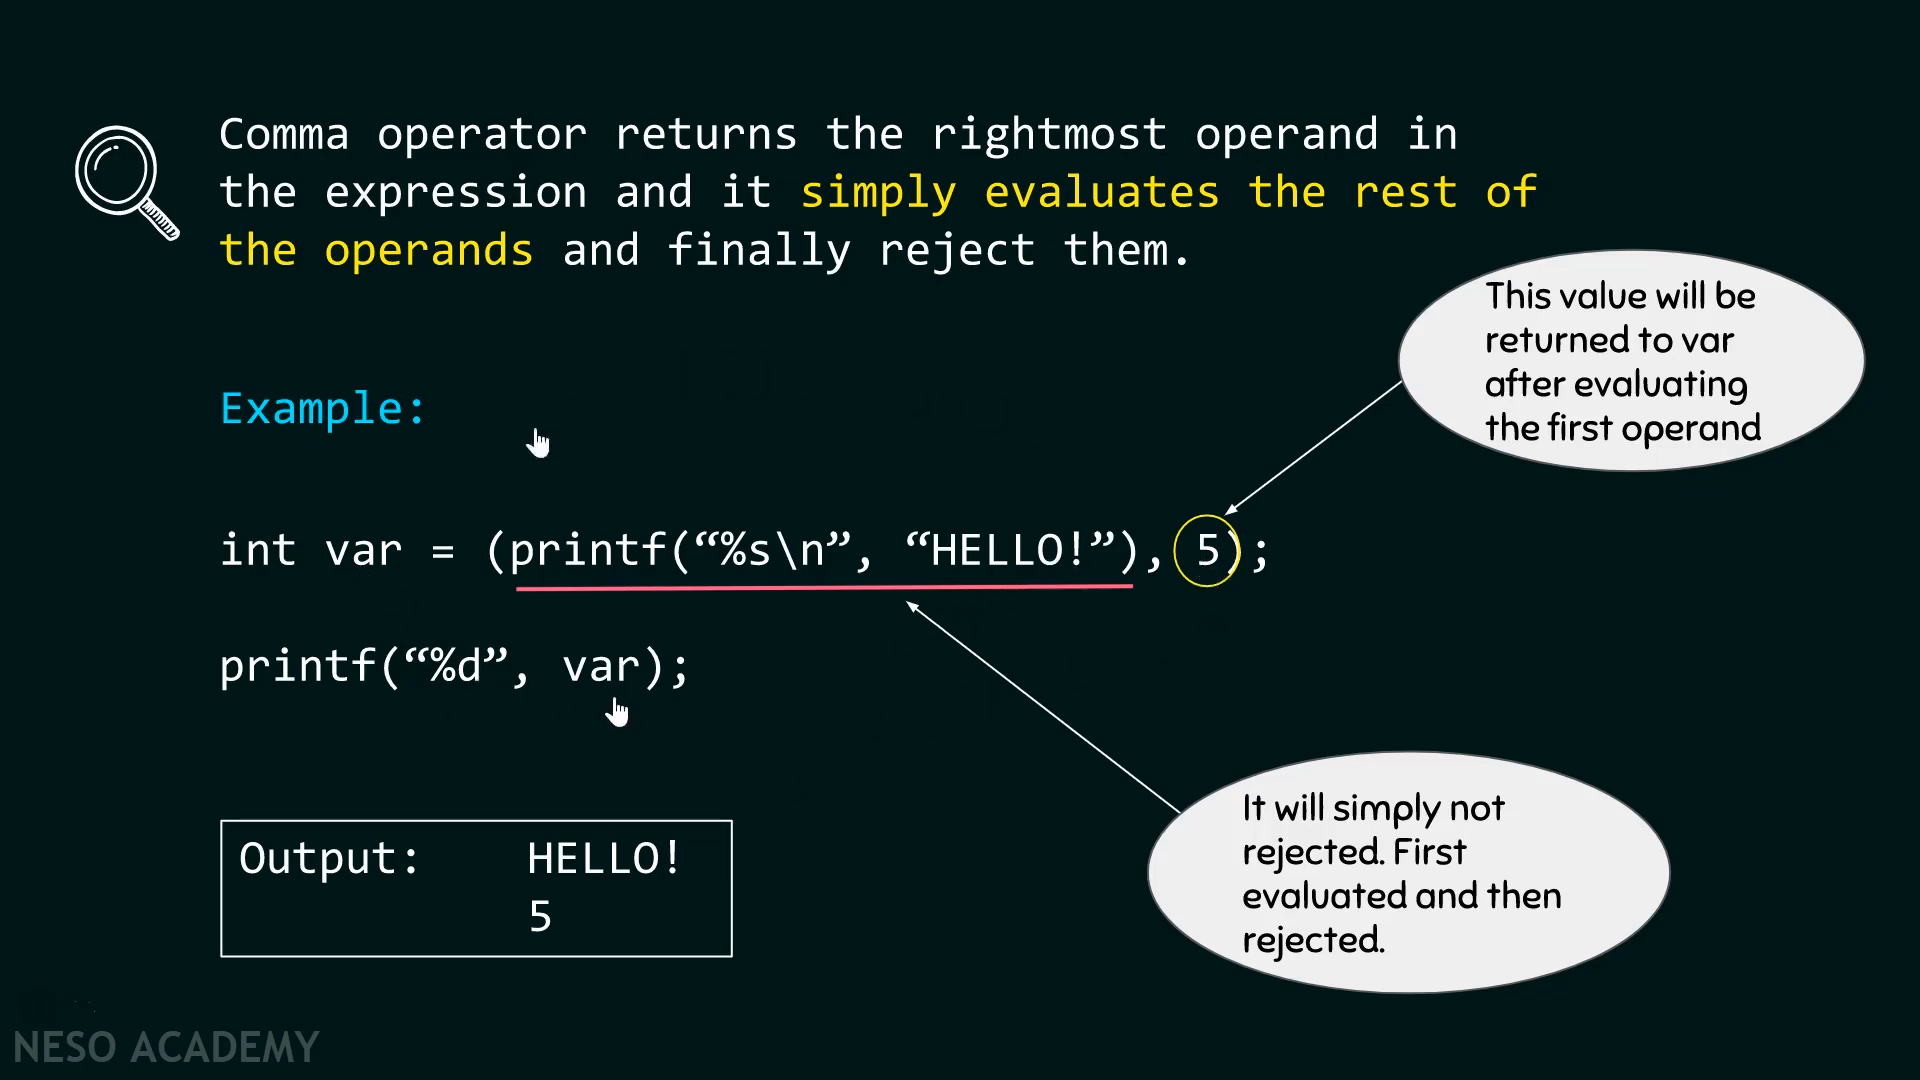 Comma operator returns the rightmost operand in
the expression and it simply evaluates the rest of
the operands and finally reject them.
This value will be
returned to var
after evaluating
the first operand
Example:
int var = (printf(“%s\n”, “HELLO!”), 5);
printf(“%d”, var);
It will simply not
rejected. First
evaluated and then
rejected.
Output: HELLO!
5
NESO ACADEMY